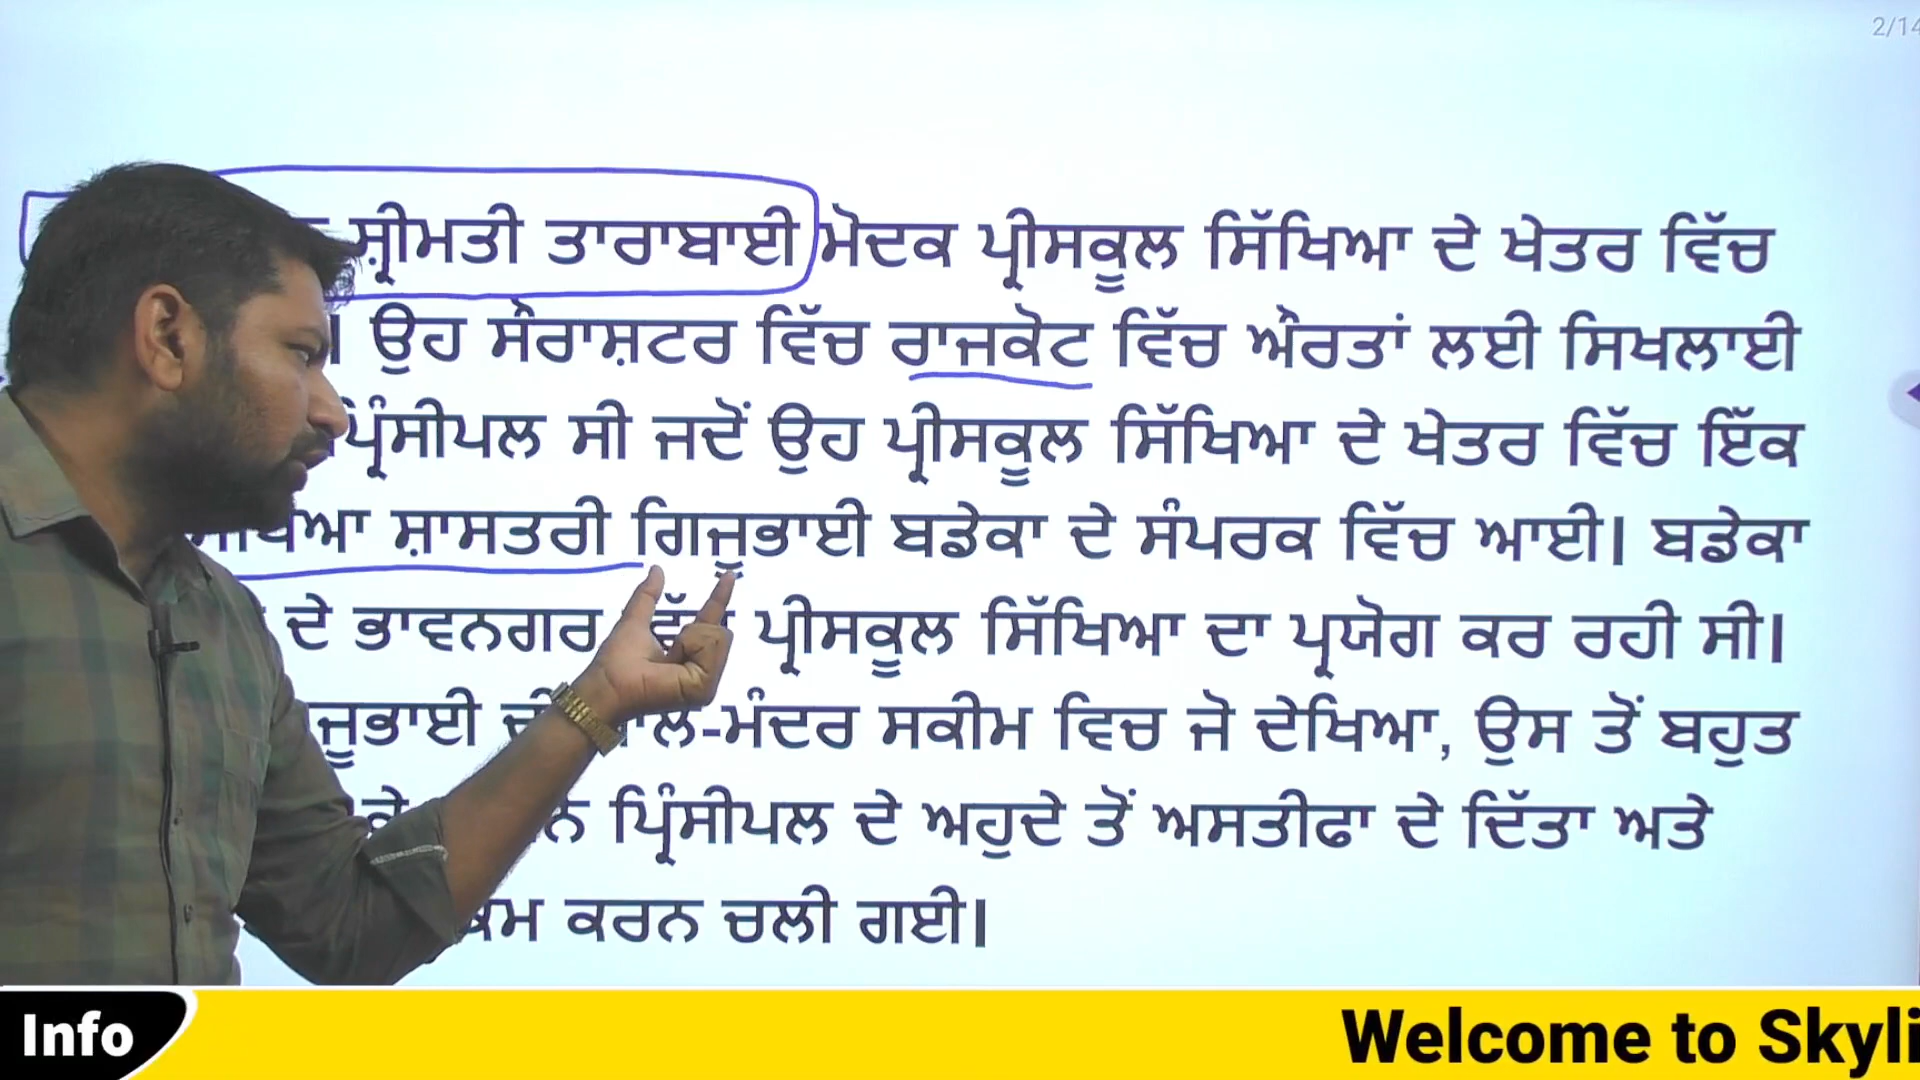 2/14
ਸ਼੍ਰੀਮਤੀ ਤਾਰਾਬਾਈ ਮੋਦਕ ਪ੍ਰੀਸਕੂਲ ਸਿੱਖਿਆ ਦੇ ਖੇਤਰ ਵਿੱਚ
। ਉਹ ਸੌਰਾਸ਼ਟਰ ਵਿੱਚ ਰਾਜਕੋਟ ਵਿੱਚ ਔਰਤਾਂ ਲਈ ਸਿਖਲਾਈ
ਪ੍ਰਿੰਸੀਪਲ ਸੀ ਜਦੋਂ ਉਹ ਪ੍ਰੀਸਕੂਲ ਸਿੱਖਿਆ ਦੇ ਖੇਤਰ ਵਿੱਚ ਇੱਕ
ਸ਼ਾਸਤਰੀ ਗਿਜੂਭਾਈ ਬਡੇਕਾ ਦੇ ਸੰਪਰਕ ਵਿੱਚ ਆਈ। ਬਡੇਕਾ
ਦੇ ਭਾਵਨਗਰ ਪ੍ਰੀਸਕੂਲ ਸਿੱਖਿਆ ਦਾ ਪ੍ਰਯੋਗ ਕਰ ਰਹੀ ਸੀ।
ਜੂਭਾਈ ਮੰਦਰ ਸਕੀਮ ਵਿਚ ਜੋ ਦੇਖਿਆ, ਉਸ ਤੋਂ ਬਹੁਤ
ਪ੍ਰਿੰਸੀਪਲ ਦੇ ਅਹੁਦੇ ਤੋਂ ਅਸਤੀਫਾ ਦੇ ਦਿੱਤਾ ਅਤੇ
ਕਰਨ ਚਲੀ ਗਈ।
Info
Welcome to Skyli